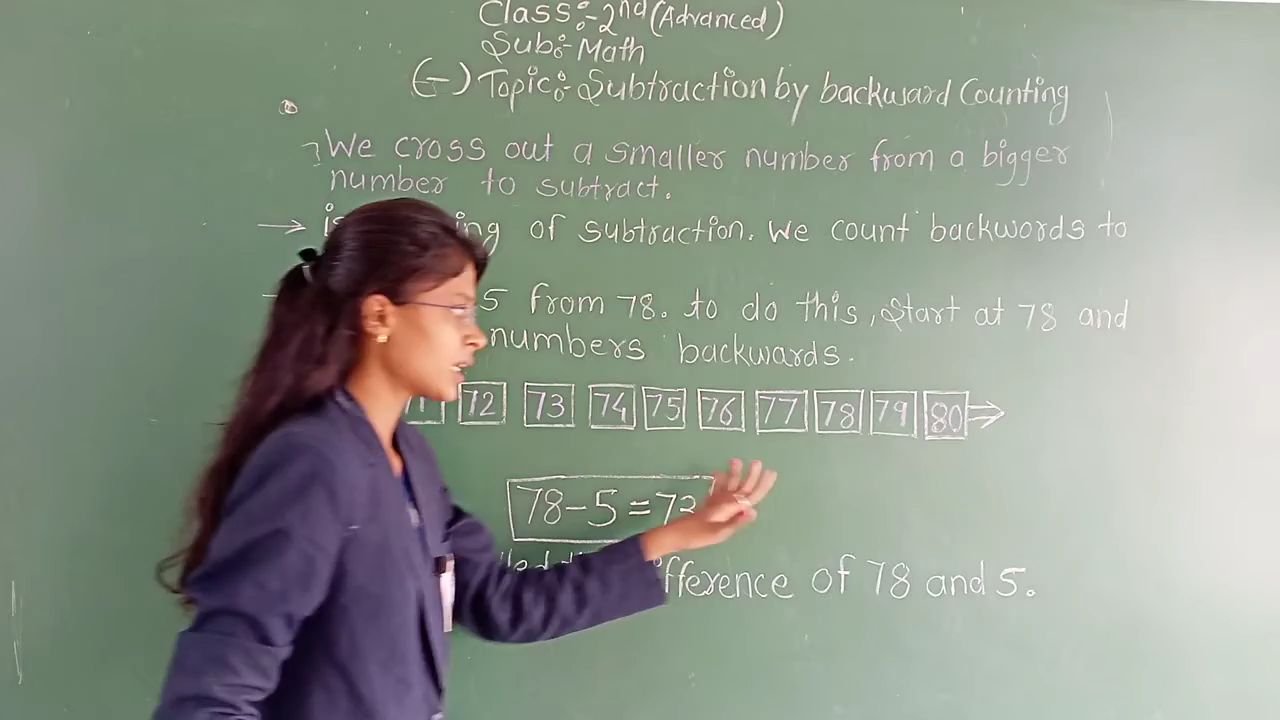 Class:-2nd (Advanced)
Sub:-Math
(-) Topic:-Subtraction by backward Counting
We cross out a smaller number from a bigger
number to subtract.
→ of subtraction. We count backwords to
5 from 78. to do this, start at 78 and
numbers backwards.
72 73 74 75 76 77 78 79 80
78-5=73
of 78 and 5.